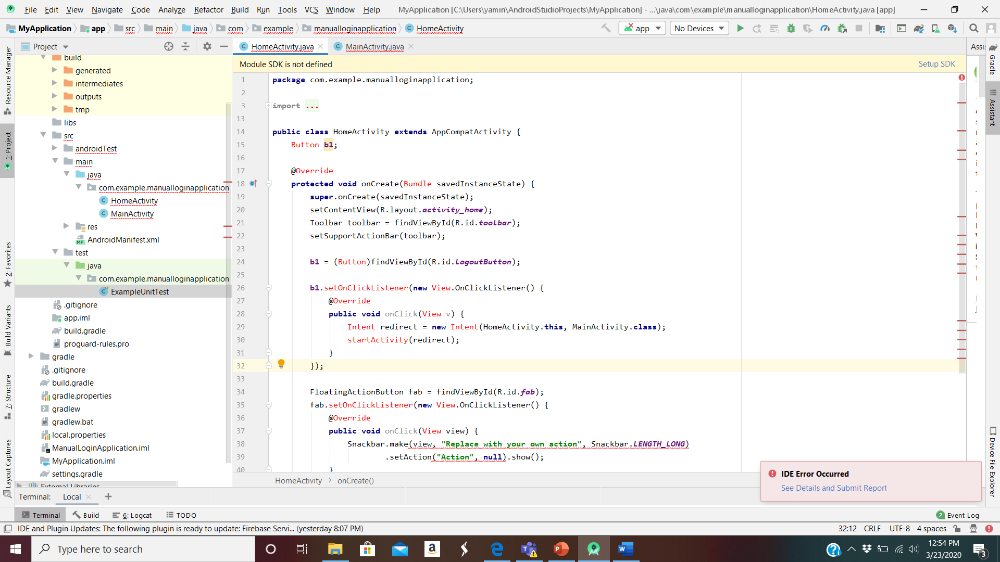 File Edit View Navigate Code Analyze Refactor Build Run Tools VCS Window Help MyApplication [C:\Users\yamin\AndroidStudioProjects\MyApplication] - ...\java\com\example\manualloginapplication\HomeActivity.java [app]
MyApplication app src main java com example manualloginapplication HomeActivity app No Devices
Project HomeActivity.java MainActivity.java
Module SDK is not defined Setup SDK
Resource Manager
1: Project
2: Favorites
Build Variants
7: Structure
Layout Captures
build
generated
intermediates
outputs
tmp
libs
src
androidTest
main
java
com.example.manualloginapplication
HomeActivity
MainActivity
res
AndroidManifest.xml
test
java
com.example.manualloginapplication
ExampleUnitTest
.gitignore
app.iml
build.gradle
proguard-rules.pro
gradle
.gitignore
build.gradle
gradle.properties
gradlew
gradlew.bat
local.properties
ManualLoginApplication.iml
MyApplication.iml
settings.gradle
External Libraries
1 package com.example.manualloginapplication;
2
3 import ...
13
14 public class HomeActivity extends AppCompatActivity {
15 Button b1;
16
17 @Override
18 protected void onCreate(Bundle savedInstanceState) {
19 super.onCreate(savedInstanceState);
20 setContentView(R.layout.activity_home);
21 Toolbar toolbar = findViewById(R.id.toolbar);
22 setSupportActionBar(toolbar);
23
24 b1 = (Button)findViewById(R.id.LogoutButton);
25
26 b1.setOnClickListener(new View.OnClickListener() {
27 @Override
28 public void onClick(View v) {
29 Intent redirect = new Intent(HomeActivity.this, MainActivity.class);
30 startActivity(redirect);
31 }
32 });
33
34 FloatingActionButton fab = findViewById(R.id.fab);
35 fab.setOnClickListener(new View.OnClickListener() {
36 @Override
37 public void onClick(View view) {
38 Snackbar.make(view, "Replace with your own action", Snackbar.LENGTH_LONG)
39 .setAction("Action", null).show();
40 }
HomeActivity onCreate()
Assis
Gradle
Assistant
Device File Explorer
IDE Error Occurred
See Details and Submit Report
Terminal: Local
Terminal Build 6: Logcat TODO 2 Event Log
IDE and Plugin Updates: The following plugin is ready to update: Firebase Servi... (yesterday 8:07 PM) 32:12 CRLF UTF-8 4 spaces
Type here to search
12:54 PM
3/23/2020
3